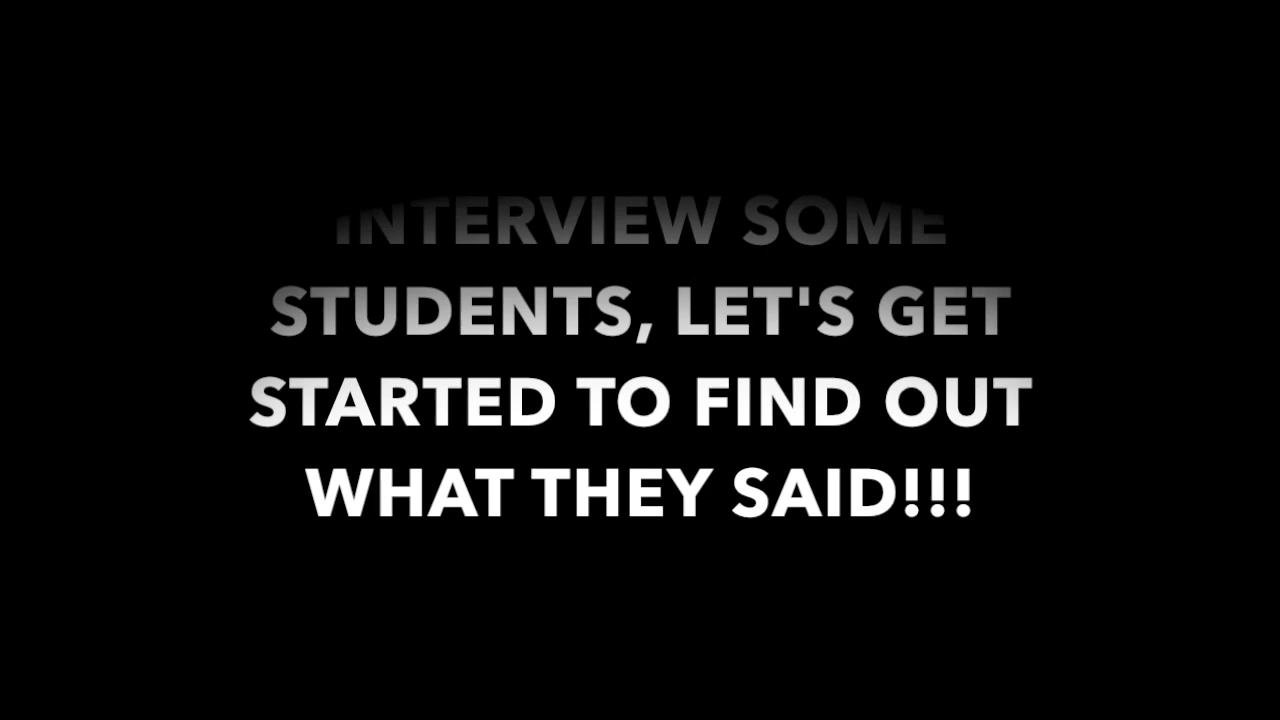 INTERVIEW SOME
STUDENTS, LET'S GET
STARTED TO FIND OUT
WHAT THEY SAID!!!